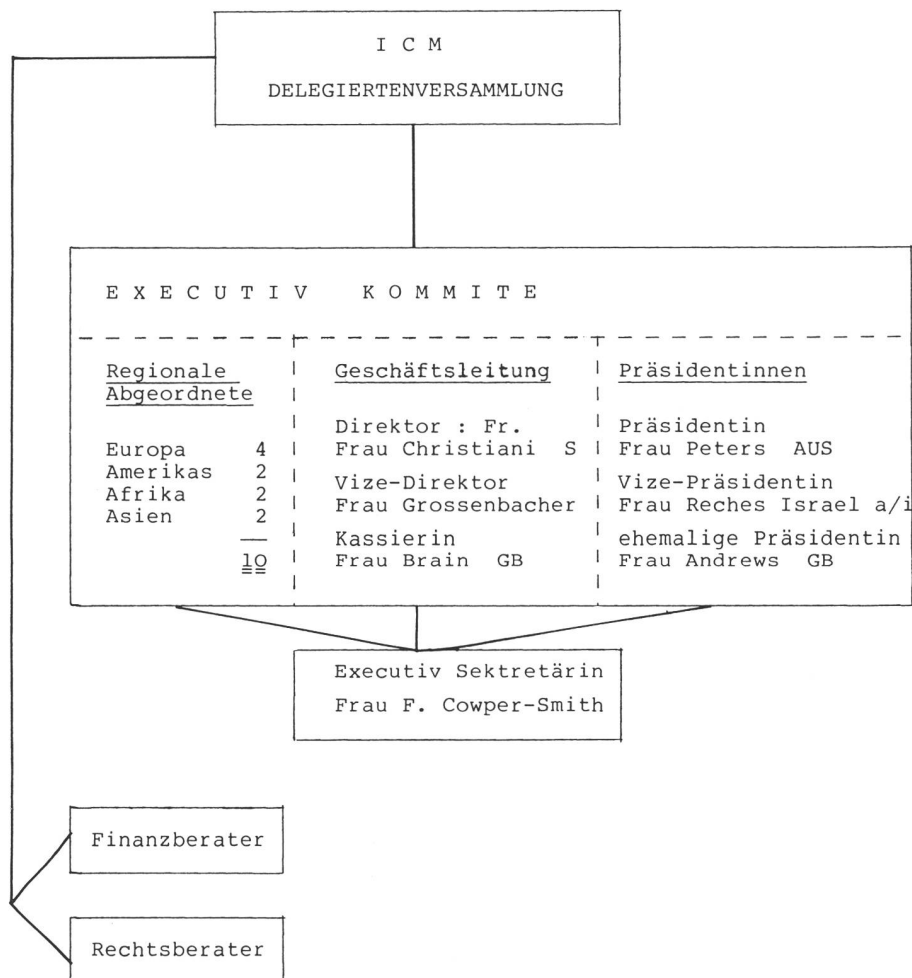 I C M
DELEGIERTENVERSAMMLUNG
E X E C U T I V   K O M M I T E
Regionale
Abgeordnete
Europa 4
Amerikas 2
Afrika 2
Asien 2
10
Geschäftsleitung
Direktor : Fr.
Frau Christiani S
Vize-Direktor
Frau Grossenbacher
Kassierin
Frau Brain GB
Präsidentinnen
Präsidentin
Frau Peters AUS
Vize-Präsidentin
Frau Reches Israel a/i
ehemalige Präsidentin
Frau Andrews GB
Executiv Sektretärin
Frau F. Cowper-Smith
Finanzberater
Rechtsberater